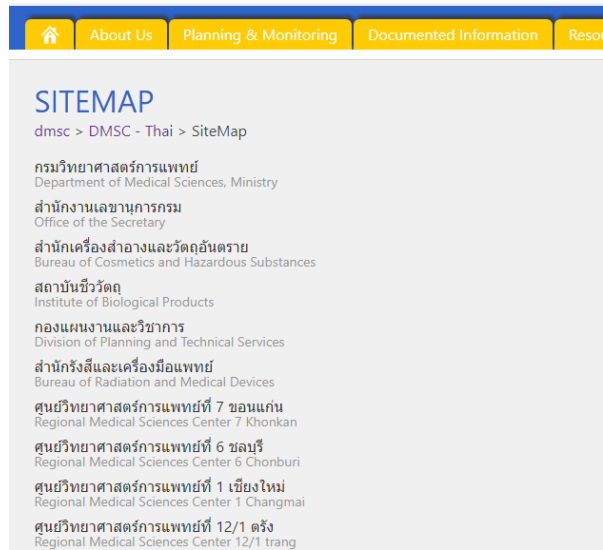 About Us
Planning & Monitoring
Documented Information
SITEMAP
dmsc > DMSC - Thai > SiteMap
กรมวิทยาศาสตร์การแพทย์
Department of Medical Sciences, Ministry
สำนักงานเลขานุการกรม
Office of the Secretary
สำนักเครื่องสำอางและวัตถุอันตราย
Bureau of Cosmetics and Hazardous Substances
สถาบันชีววัตถุ
Institute of Biological Products
กองแผนงานและวิชาการ
Division of Planning and Technical Services
สำนักรังสีและเครื่องมือแพทย์
Bureau of Radiation and Medical Devices
ศูนย์วิทยาศาสตร์การแพทย์ที่ 7 ขอนแก่น
Regional Medical Sciences Center 7 Khonkan
ศูนย์วิทยาศาสตร์การแพทย์ที่ 6 ชลบุรี
Regional Medical Sciences Center 6 Chonburi
ศูนย์วิทยาศาสตร์การแพทย์ที่ 1 เชียงใหม่
Regional Medical Sciences Center 1 Changmai
ศูนย์วิทยาศาสตร์การแพทย์ที่ 12/1 ตรัง
Regional Medical Sciences Center 12/1 trang